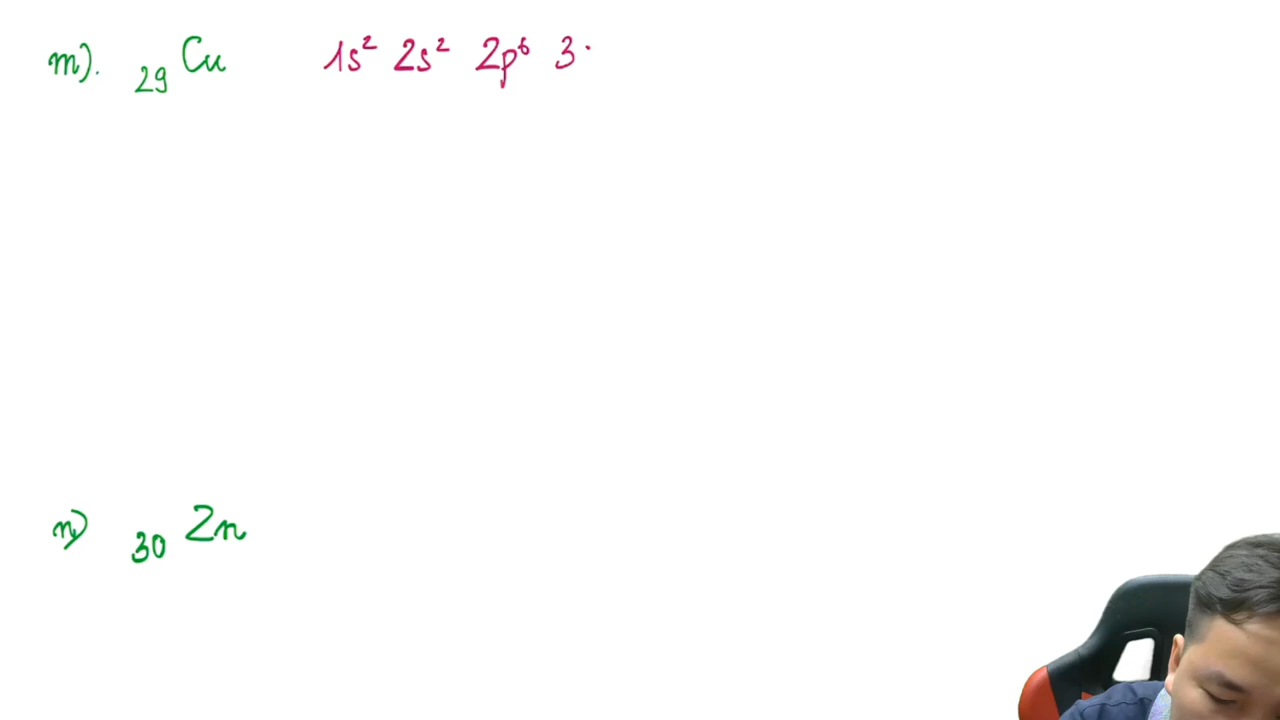 m). ₂₉Cu 1s² 2s² 2p⁶ 3
n) ₃₀Zn